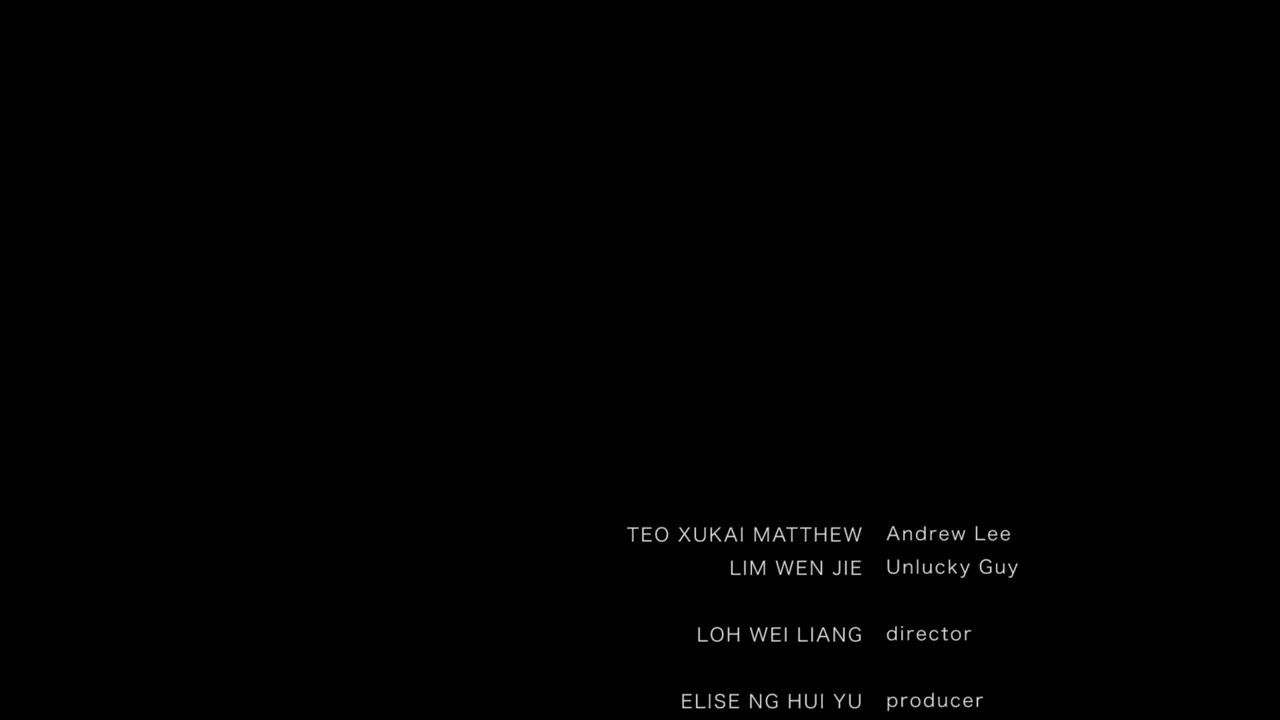 TEO XUKAI MATTHEW Andrew Lee
LIM WEN JIE Unlucky Guy
LOH WEI LIANG director
ELISE NG HUI YU producer